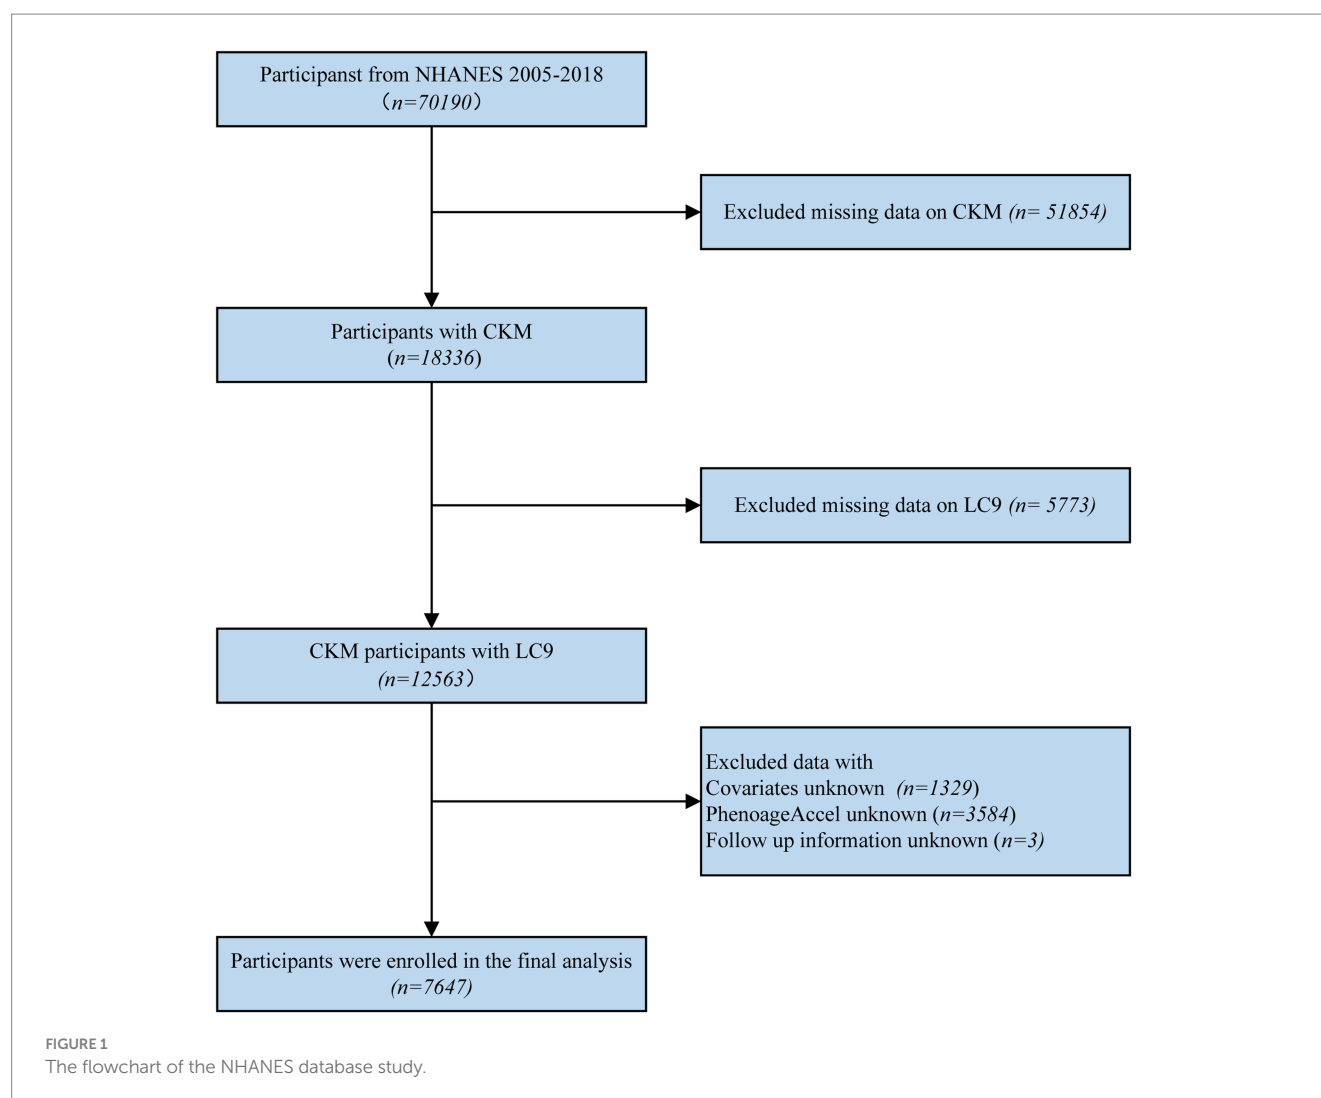 Participanst from NHANES 2005-2018
（n=70190）
Excluded missing data on CKM (n= 51854)
Participants with CKM
(n=18336)
Excluded missing data on LC9 (n= 5773)
CKM participants with LC9
(n=12563）
Excluded data with
Covariates unknown (n=1329)
PhenoageAccel unknown (n=3584)
Follow up information unknown (n=3)
Participants were enrolled in the final analysis
(n=7647)
FIGURE 1
The flowchart of the NHANES database study.